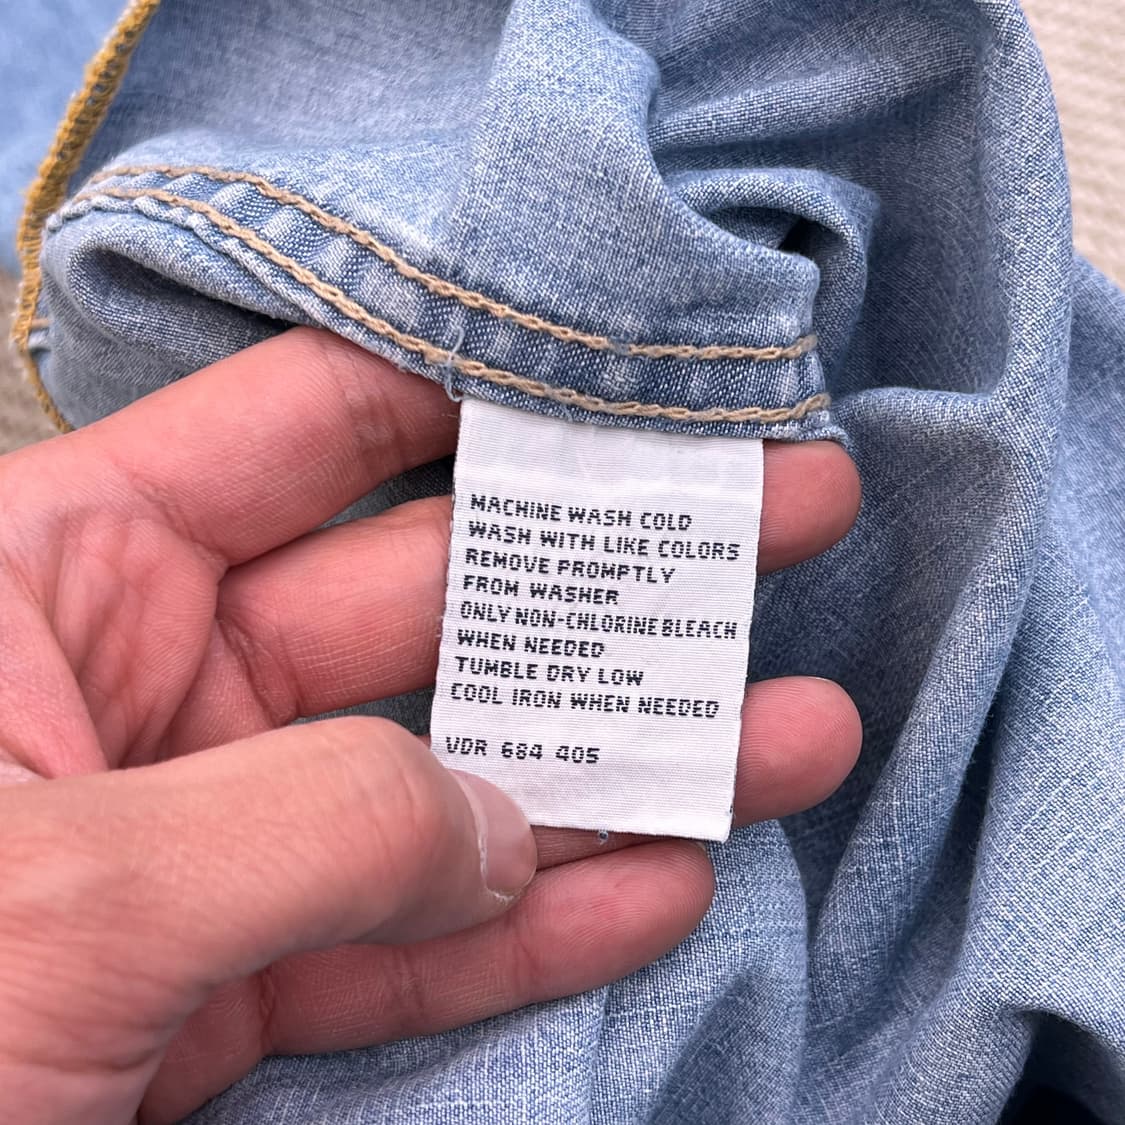 MACHINE WASH COLD
WASH WITH LIKE COLORS
REMOVE PROMPTLY
FROM WASHER
ONLY NON-CHLORINE BLEACH
WHEN NEEDED
TUMBLE DRY LOW
COOL IRON WHEN NEEDED
VDR 684 405